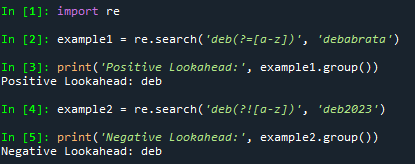 In [1]: import re
In [2]: example1 = re.search('deb(?=[a-z])', 'debabrata')
In [3]: print('Positive Lookahead:', example1.group())
Positive Lookahead: deb
In [4]: example2 = re.search('deb(?![a-z])', 'deb2023')
In [5]: print('Negative Lookahead:', example2.group())
Negative Lookahead: deb